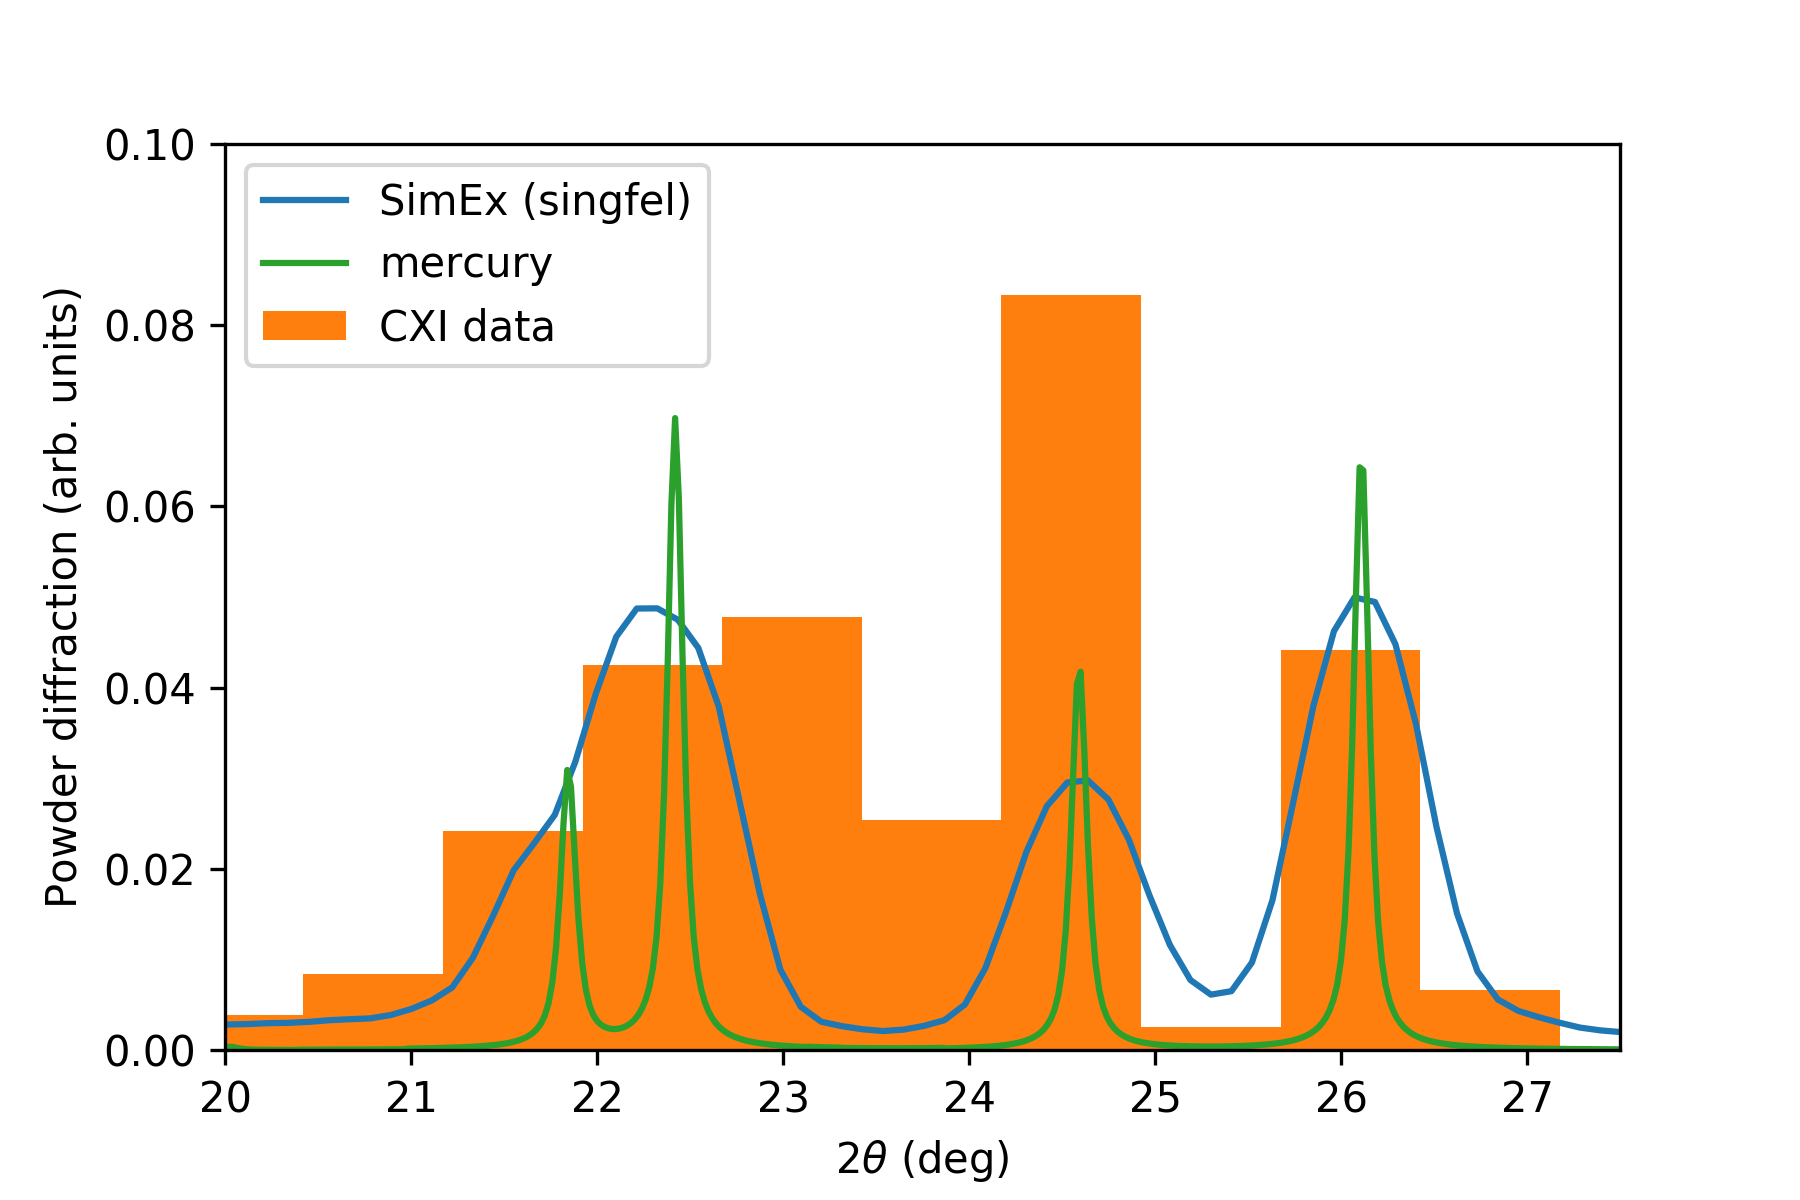 SimEx (singfel)
mercury
CXI data
0.10
0.08
0.06
0.04
0.02
0.00
Powder diffraction (arb. units)
20 21 22 23 24 25 26 27
2θ (deg)